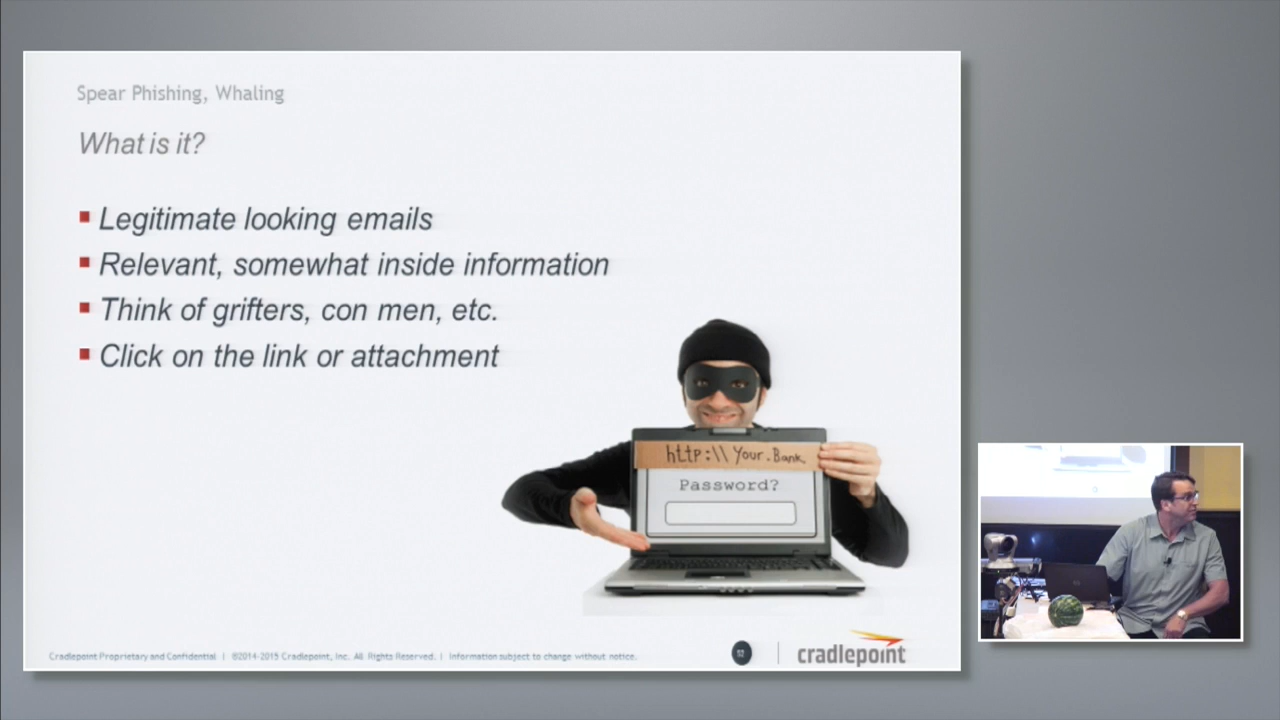 Spear Phishing, Whaling
What is it?
Legitimate looking emails
Relevant, somewhat inside information
Think of grifters, con men, etc.
Click on the link or attachment
http:\\ Your.Bank
Password?
Cradlepoint Proprietary and Confidential | ©2014-2015 Cradlepoint, Inc. All Rights Reserved. | Information subject to change without notice.
52
cradlepoint